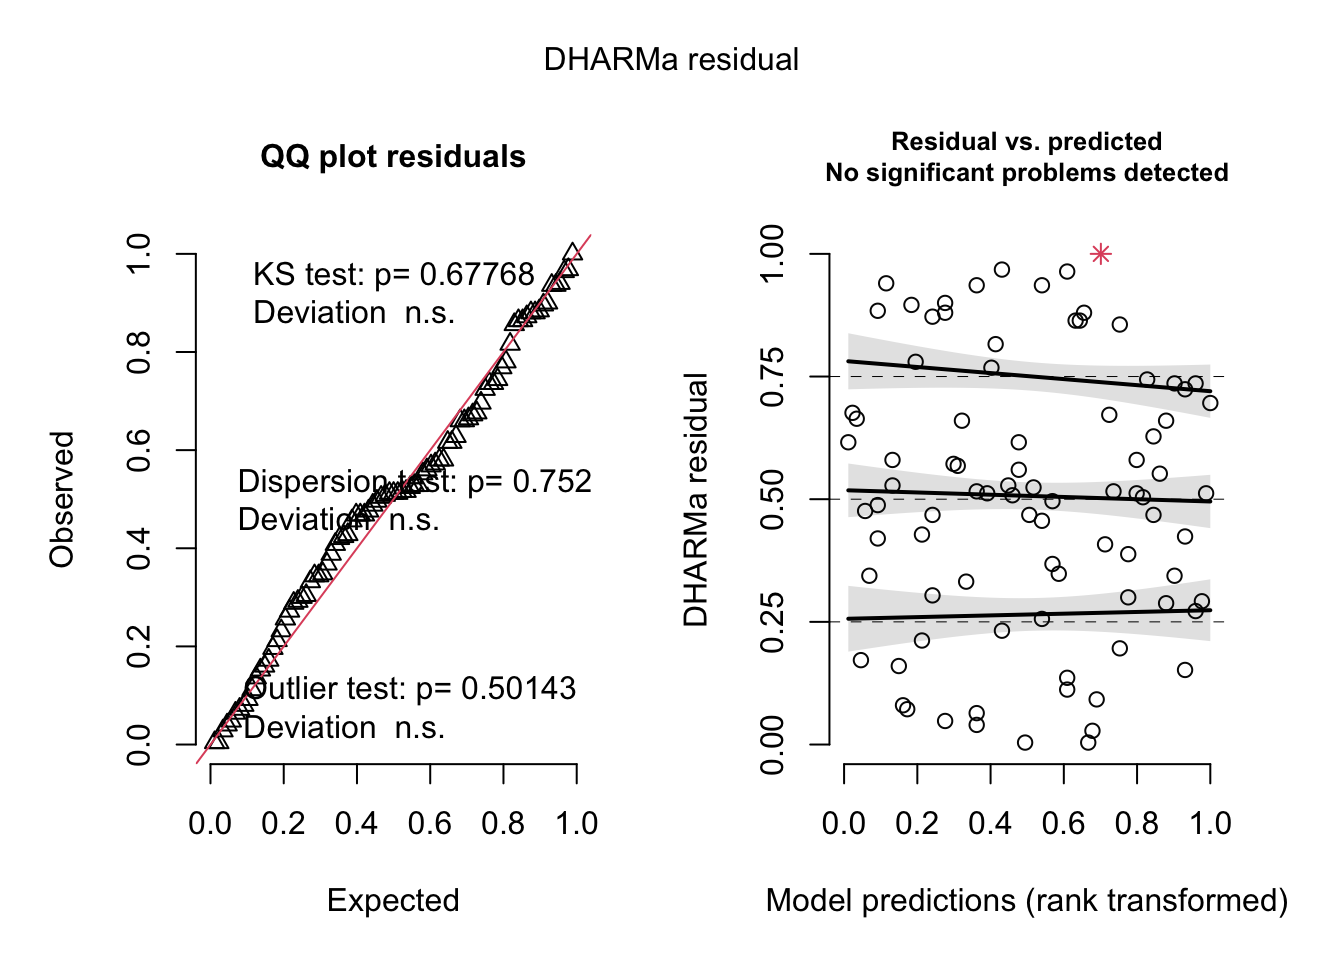 DHARMa residual
QQ plot residuals
KS test: p= 0.67768
Deviation  n.s.
Dispersion test: p= 0.752
Deviation  n.s.
Outlier test: p= 0.50143
Deviation  n.s.
Observed
1.0
0.8
0.6
0.4
0.2
0.0
0.0 0.2 0.4 0.6 0.8 1.0
Expected
Residual vs. predicted
No significant problems detected
DHARMa residual
1.00
0.75
0.50
0.25
0.00
0.0 0.2 0.4 0.6 0.8 1.0
Model predictions (rank transformed)